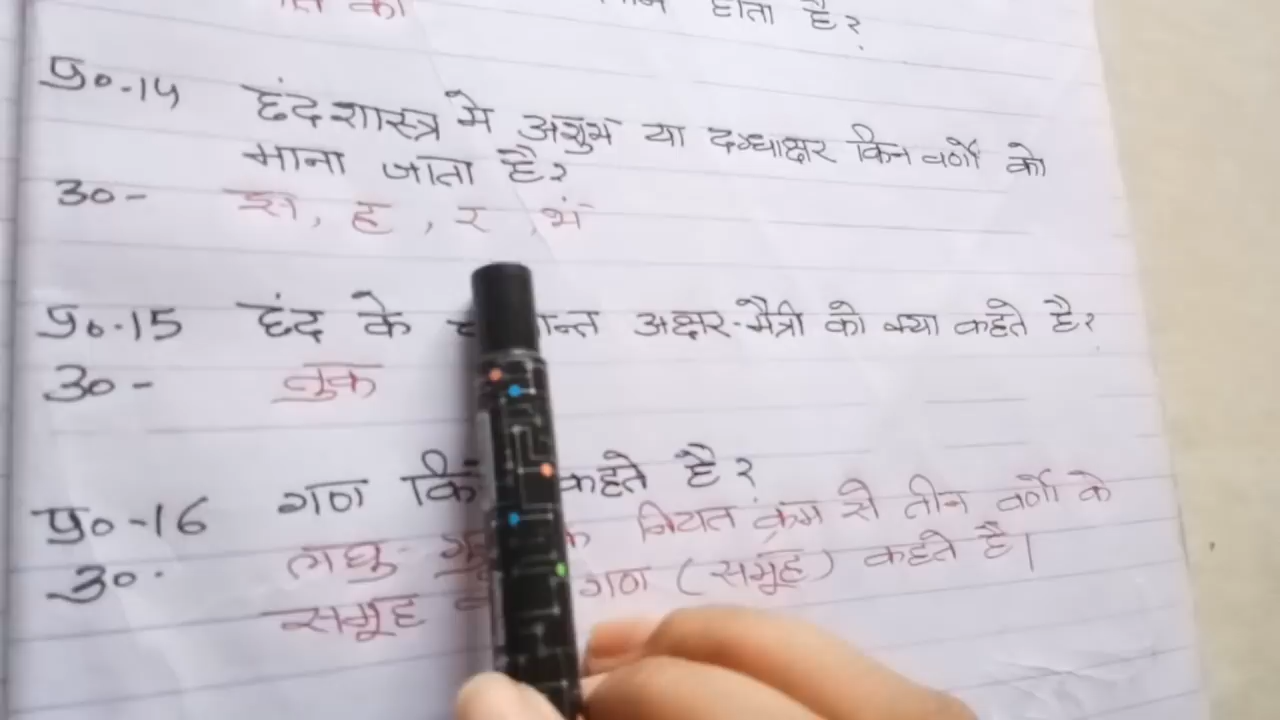 होता है?
प्र०-14 छंदशास्त्र मे अशुभ या दग्धाक्षर किन वर्णो को
माना जाता है?
उ०- झ, ह, र, भ
प्र०-15 छंद के अक्षर-मैत्री को क्या कहते है?
उ०- तुक
प्र०-16 गण कहते है?
उ०- लघु- नियत क्रम से तीन वर्णो के
समूह गण (समूह) कहते है।